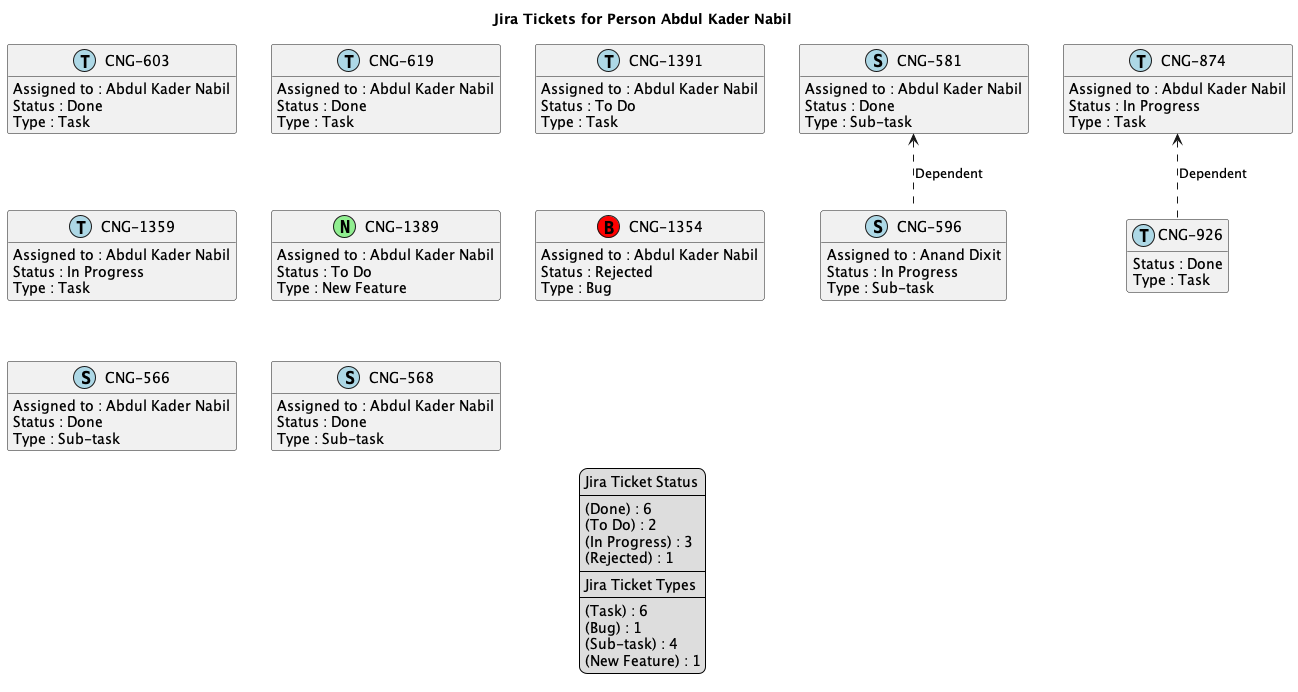 Jira Tickets for Person Abdul Kader Nabil
T CNG-603
Assigned to : Abdul Kader Nabil
Status : Done
Type : Task
T CNG-619
Assigned to : Abdul Kader Nabil
Status : Done
Type : Task
T CNG-1391
Assigned to : Abdul Kader Nabil
Status : To Do
Type : Task
S CNG-581
Assigned to : Abdul Kader Nabil
Status : Done
Type : Sub-task
T CNG-874
Assigned to : Abdul Kader Nabil
Status : In Progress
Type : Task
Dependent
Dependent
T CNG-1359
Assigned to : Abdul Kader Nabil
Status : In Progress
Type : Task
N CNG-1389
Assigned to : Abdul Kader Nabil
Status : To Do
Type : New Feature
B CNG-1354
Assigned to : Abdul Kader Nabil
Status : Rejected
Type : Bug
S CNG-596
Assigned to : Anand Dixit
Status : In Progress
Type : Sub-task
T CNG-926
Status : Done
Type : Task
S CNG-566
Assigned to : Abdul Kader Nabil
Status : Done
Type : Sub-task
S CNG-568
Assigned to : Abdul Kader Nabil
Status : Done
Type : Sub-task
Jira Ticket Status
(Done) : 6
(To Do) : 2
(In Progress) : 3
(Rejected) : 1
Jira Ticket Types
(Task) : 6
(Bug) : 1
(Sub-task) : 4
(New Feature) : 1